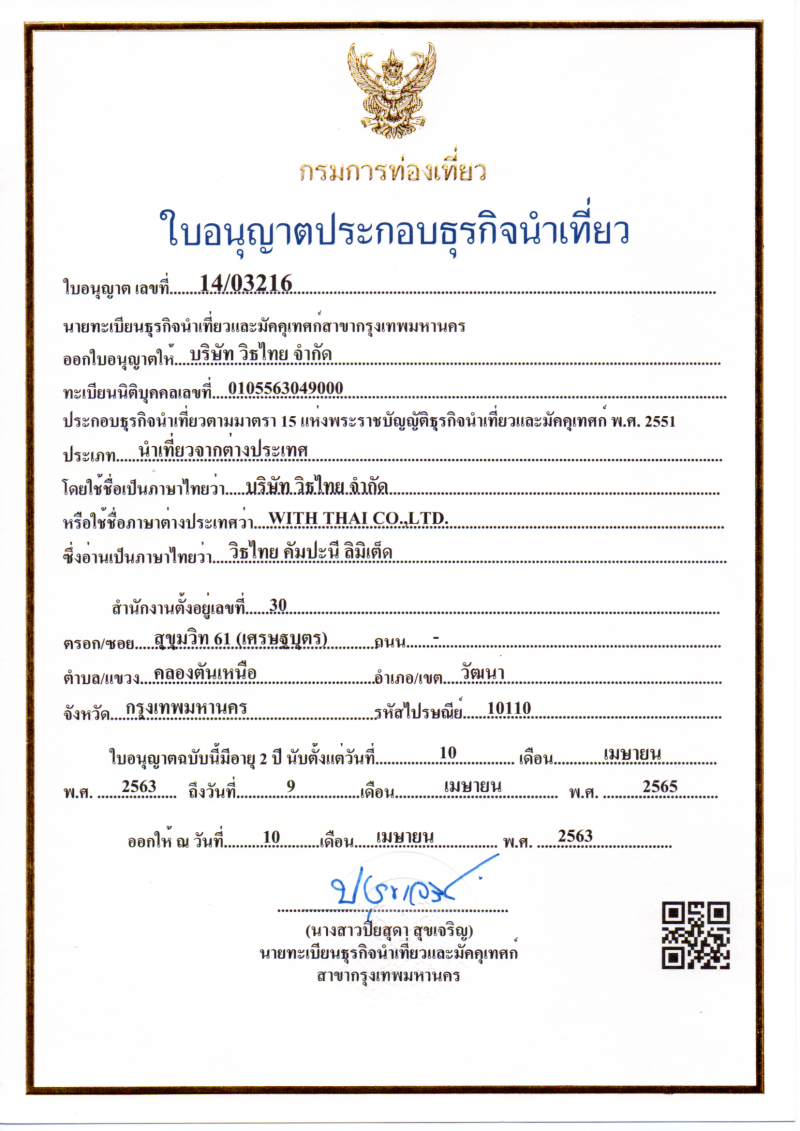 กรมการท่องเที่ยว
ใบอนุญาตประกอบธุรกิจนำเที่ยว
ใบอนุญาต เลขที่ 14/03216
นายทะเบียนธุรกิจนำเที่ยวและมัคคุเทศก์สาขากรุงเทพมหานคร
ออกใบอนุญาตให้ บริษัท วิธไทย จำกัด
ทะเบียนนิติบุคคลเลขที่ 0105563049000
ประกอบธุรกิจนำเที่ยวตามมาตรา 15 แห่งพระราชบัญญัติธุรกิจนำเที่ยวและมัคคุเทศก์ พ.ศ. 2551
ประเภท นำเที่ยวจากต่างประเทศ
โดยใช้ชื่อเป็นภาษาไทยว่า บริษัท วิธไทย จำกัด
หรือใช้ชื่อภาษาต่างประเทศว่า WITH THAI CO.,LTD.
ซึ่งอ่านเป็นภาษาไทยว่า วิธไทย คัมปะนี ลิมิเต็ด
สำนักงานตั้งอยู่เลขที่ 30
ตรอก/ซอย สุขุมวิท 61 (เศรษฐบุตร) ถนน -
ตำบล/แขวง คลองตันเหนือ อำเภอ/เขต วัฒนา
จังหวัด กรุงเทพมหานคร รหัสไปรษณีย์ 10110
ใบอนุญาตฉบับนี้มีอายุ 2 ปี นับตั้งแต่วันที่ 10 เดือน เมษายน
พ.ศ. 2563 ถึงวันที่ 9 เดือน เมษายน พ.ศ. 2565
ออกให้ ณ วันที่ 10 เดือน เมษายน พ.ศ. 2563
(นางสาวปิยสุดา สุขเจริญ)
นายทะเบียนธุรกิจนำเที่ยวและมัคคุเทศก์
สาขากรุงเทพมหานคร